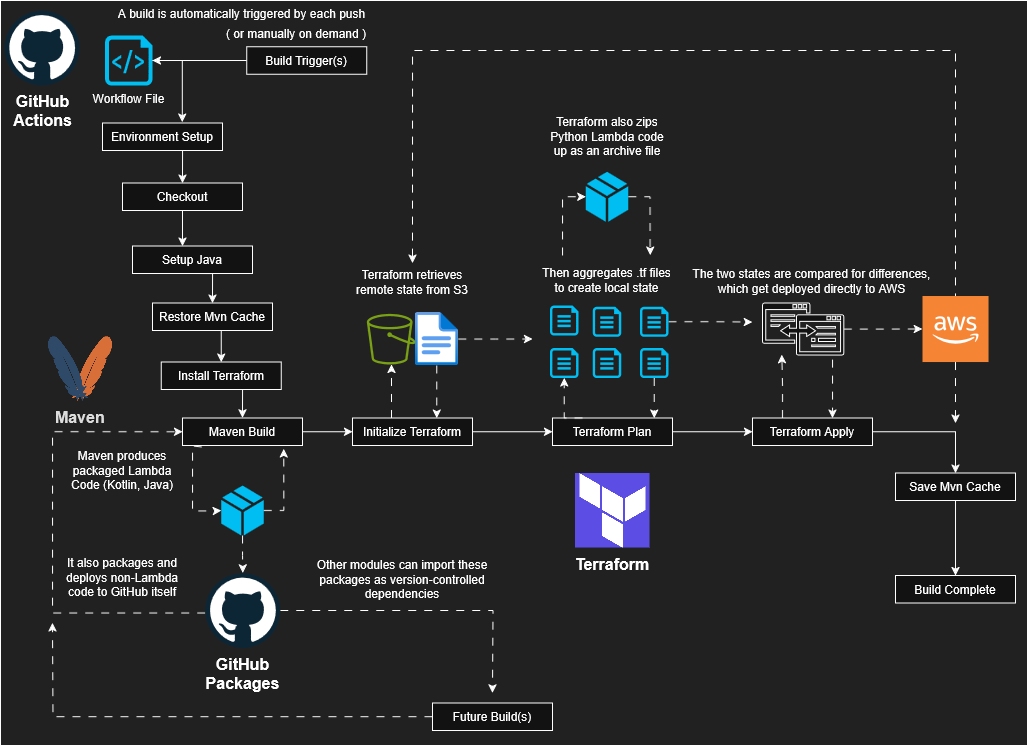 A build is automatically triggered by each push
( or manually on demand )
Build Trigger(s)
</>
Workflow File
GitHub
Actions
Environment Setup
Checkout
Setup Java
Restore Mvn Cache
Install Terraform
Maven
Maven Build
Initialize Terraform
Terraform Plan
Terraform Apply
Terraform retrieves
remote state from S3
Terraform also zips
Python Lambda code
up as an archive file
Then aggregates .tf files
to create local state
The two states are compared for differences,
which get deployed directly to AWS
aws
Save Mvn Cache
Build Complete
Maven produces
packaged Lambda
Code (Kotlin, Java)
Terraform
It also packages and
deploys non-Lambda
code to GitHub itself
Other modules can import these
packages as version-controlled
dependencies
GitHub
Packages
Future Build(s)